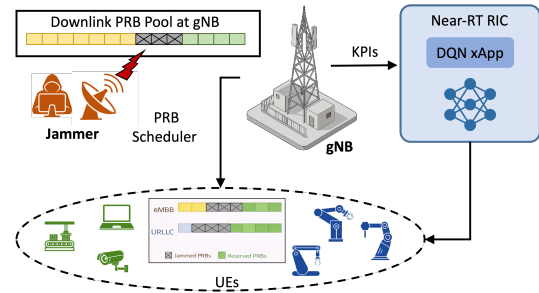 Downlink PRB Pool at gNB
Near-RT RIC
KPIs
DQN xApp
Jammer
PRB
Scheduler
gNB
eMBB
URLLC
Jammed PRBs
Reserved PRBs
UEs